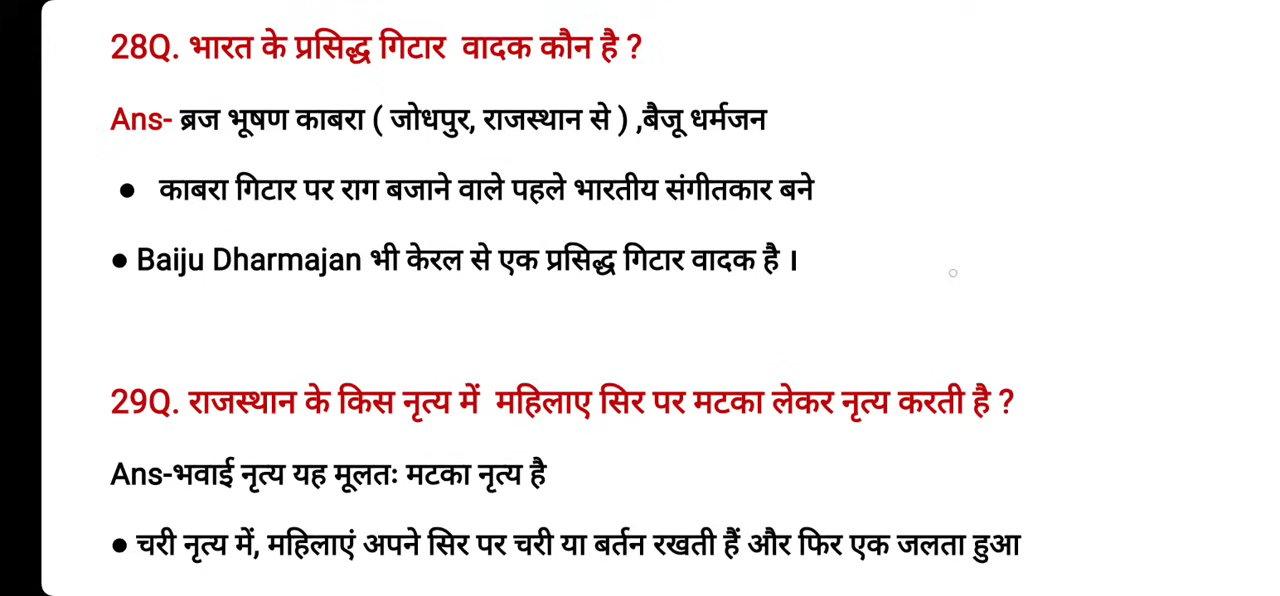 28Q. भारत के प्रसिद्ध गिटार वादक कौन है ?
Ans- ब्रज भूषण काबरा ( जोधपुर, राजस्थान से ) ,बैजू धर्मजन
● काबरा गिटार पर राग बजाने वाले पहले भारतीय संगीतकार बने
● Baiju Dharmajan भी केरल से एक प्रसिद्ध गिटार वादक है ।
29Q. राजस्थान के किस नृत्य में महिलाए सिर पर मटका लेकर नृत्य करती है ?
Ans-भवाई नृत्य यह मूलतः मटका नृत्य है
● चरी नृत्य में, महिलाएं अपने सिर पर चरी या बर्तन रखती हैं और फिर एक जलता हुआ